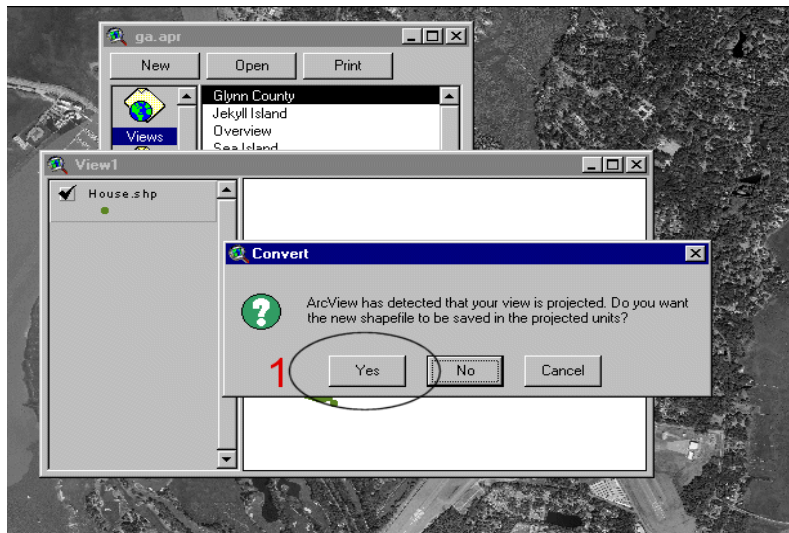 ga.apr
New Open Print
Glynn County
Jekyll Island
Overview
Sea Island
Views
View1
House.shp
Convert
ArcView has detected that your view is projected. Do you want
the new shapefile to be saved in the projected units?
1 Yes No Cancel